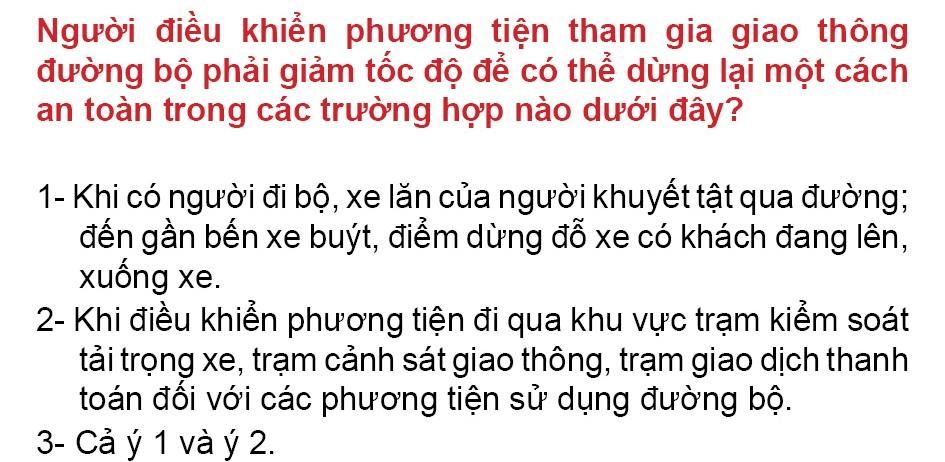 Người điều khiển phương tiện tham gia giao thông
đường bộ phải giảm tốc độ để có thể dừng lại một cách
an toàn trong các trường hợp nào dưới đây?
1- Khi có người đi bộ, xe lăn của người khuyết tật qua đường;
đến gần bến xe buýt, điểm dừng đỗ xe có khách đang lên,
xuống xe.
2- Khi điều khiển phương tiện đi qua khu vực trạm kiểm soát
tải trọng xe, trạm cảnh sát giao thông, trạm giao dịch thanh
toán đối với các phương tiện sử dụng đường bộ.
3- Cả ý 1 và ý 2.